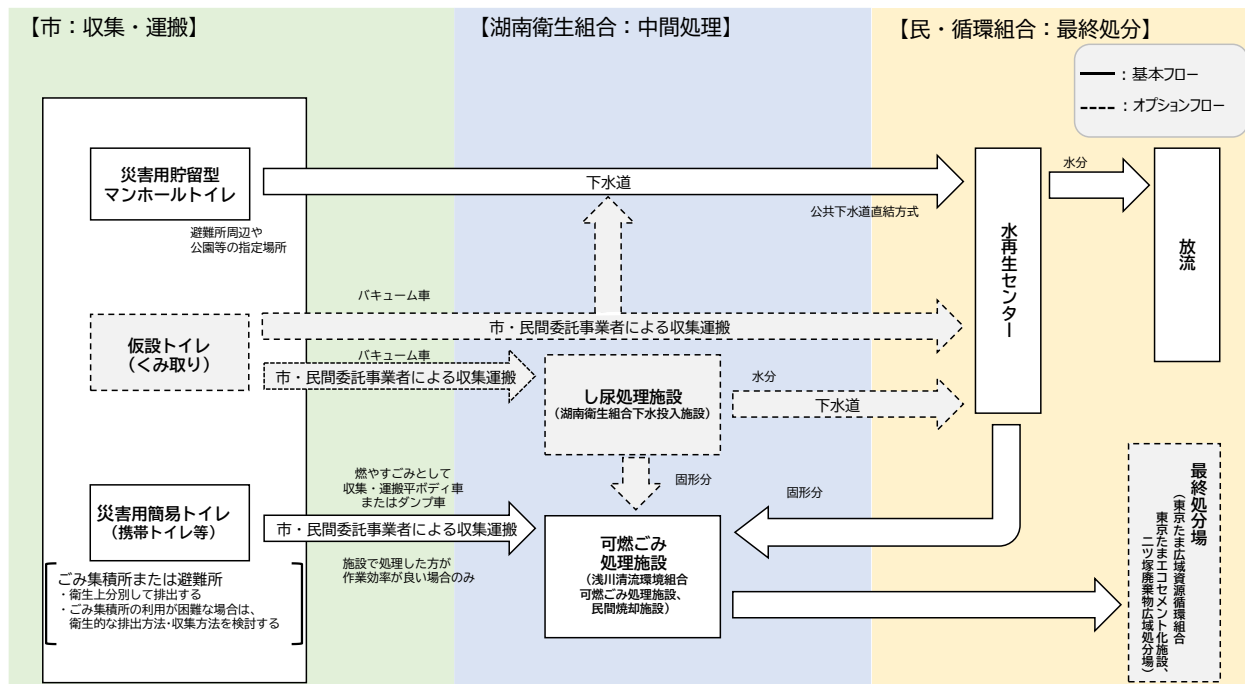 【市：収集・運搬】
【湖南衛生組合：中間処理】
【民・循環組合：最終処分】
：基本フロー
：オプションフロー
災害用貯留型
マンホールトイレ
避難所周辺や
公園等の指定場所
下水道
公共下水道直結方式
水再生センター
水分
放流
バキューム車
市・民間委託事業者による収集運搬
仮設トイレ
（くみ取り）
バキューム車
市・民間委託事業者による収集運搬
し尿処理施設
（湖南衛生組合下水投入施設）
水分
下水道
固形分
固形分
燃やすごみとして
収集・運搬平ボディ車
またはダンプ車
災害用簡易トイレ
（携帯トイレ等）
市・民間委託事業者による収集運搬
施設で処理した方が
作業効率が良い場合のみ
ごみ集積所または避難所
・衛生上分別して排出する
・ごみ集積所の利用が困難な場合は、
衛生的な排出方法・収集方法を検討する
可燃ごみ
処理施設
（浅川清流環境組合
可燃ごみ処理施設、
民間焼却施設）
最終処分場
（東京たま広域資源循環組合
東京たまエコセメント化施設、
二ツ塚廃棄物広域処分場）